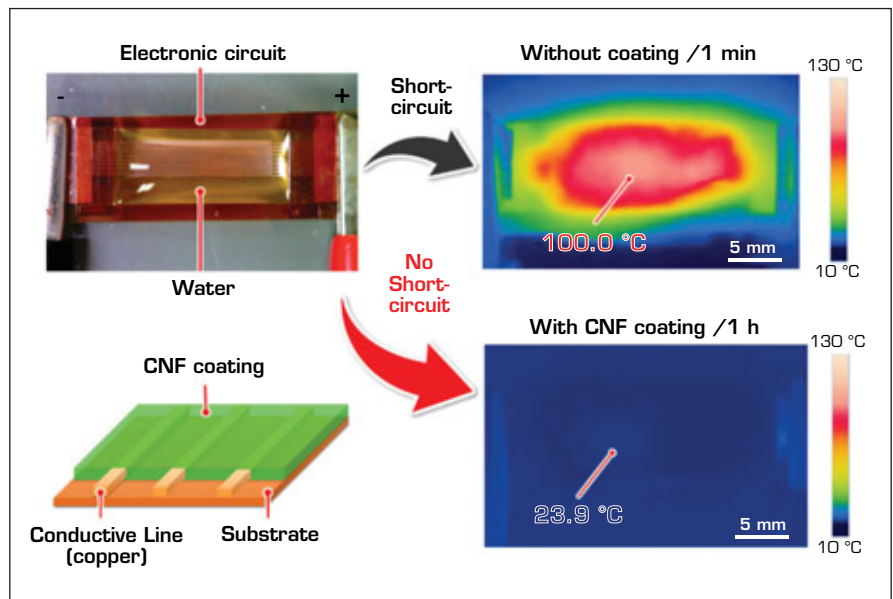 Electronic circuit
-
+
Water
Short-
circuit
No
Short-
circuit
Without coating /1 min
130 °C
100.0 °C
5 mm
10 °C
CNF coating
Conductive Line
(copper)
Substrate
With CNF coating /1 h
130 °C
23.9 °C
5 mm
10 °C